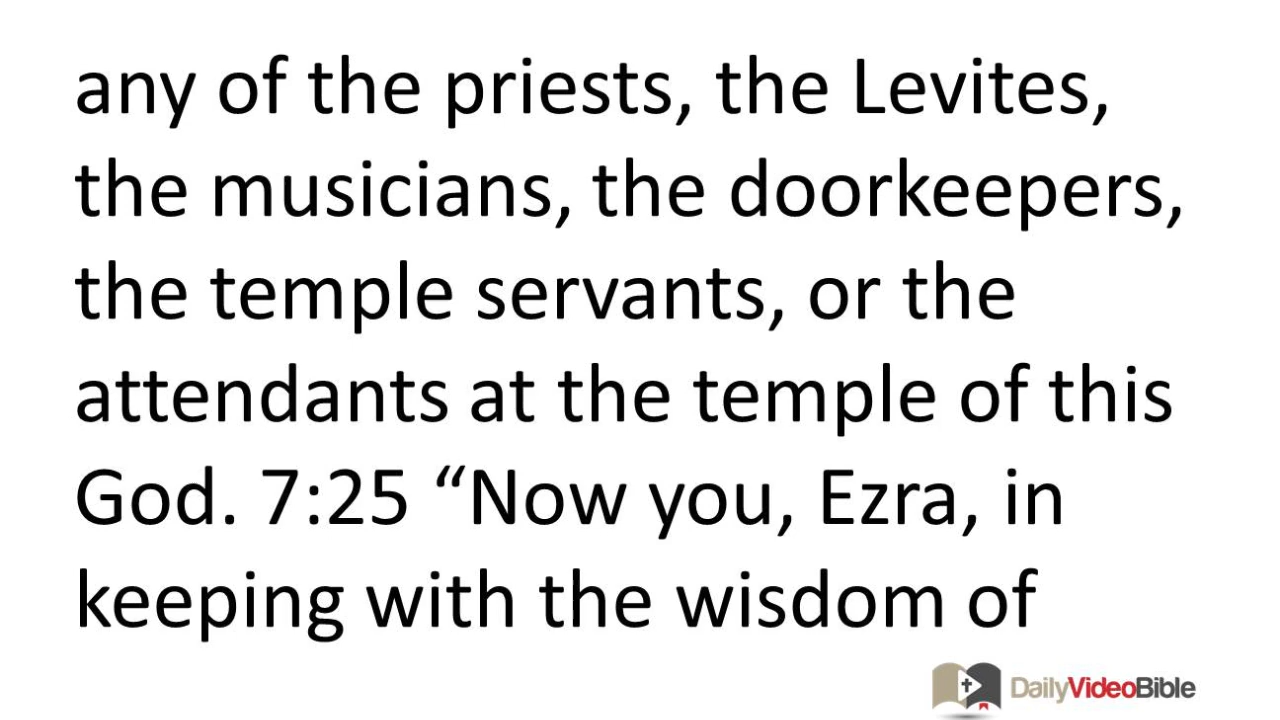 any of the priests, the Levites,
the musicians, the doorkeepers,
the temple servants, or the
attendants at the temple of this
God. 7:25 “Now you, Ezra, in
keeping with the wisdom of
DailyVideoBible